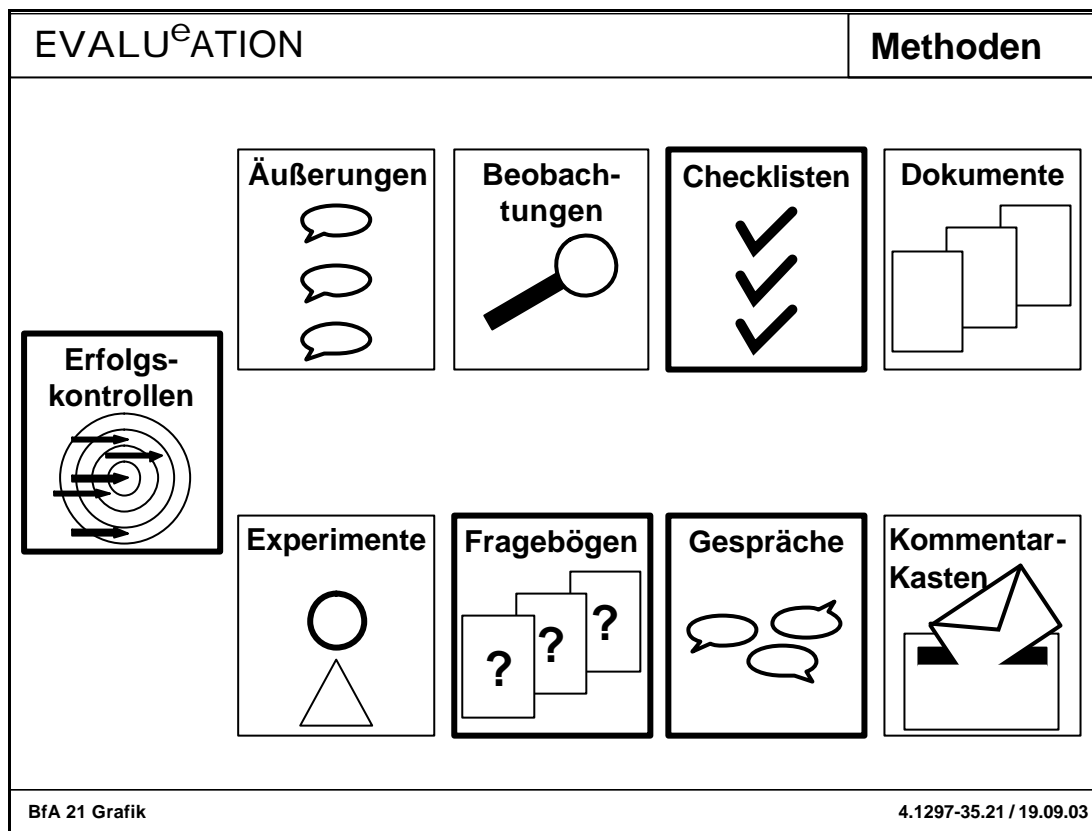 EVALUᵉATION
Methoden
Äußerungen
Beobach-
tungen
Checklisten
Dokumente
Erfolgs-
kontrollen
Experimente
Fragebögen
? ? ?
Gespräche
Kommentar-
Kasten
BfA 21 Grafik
4.1297-35.21 / 19.09.03